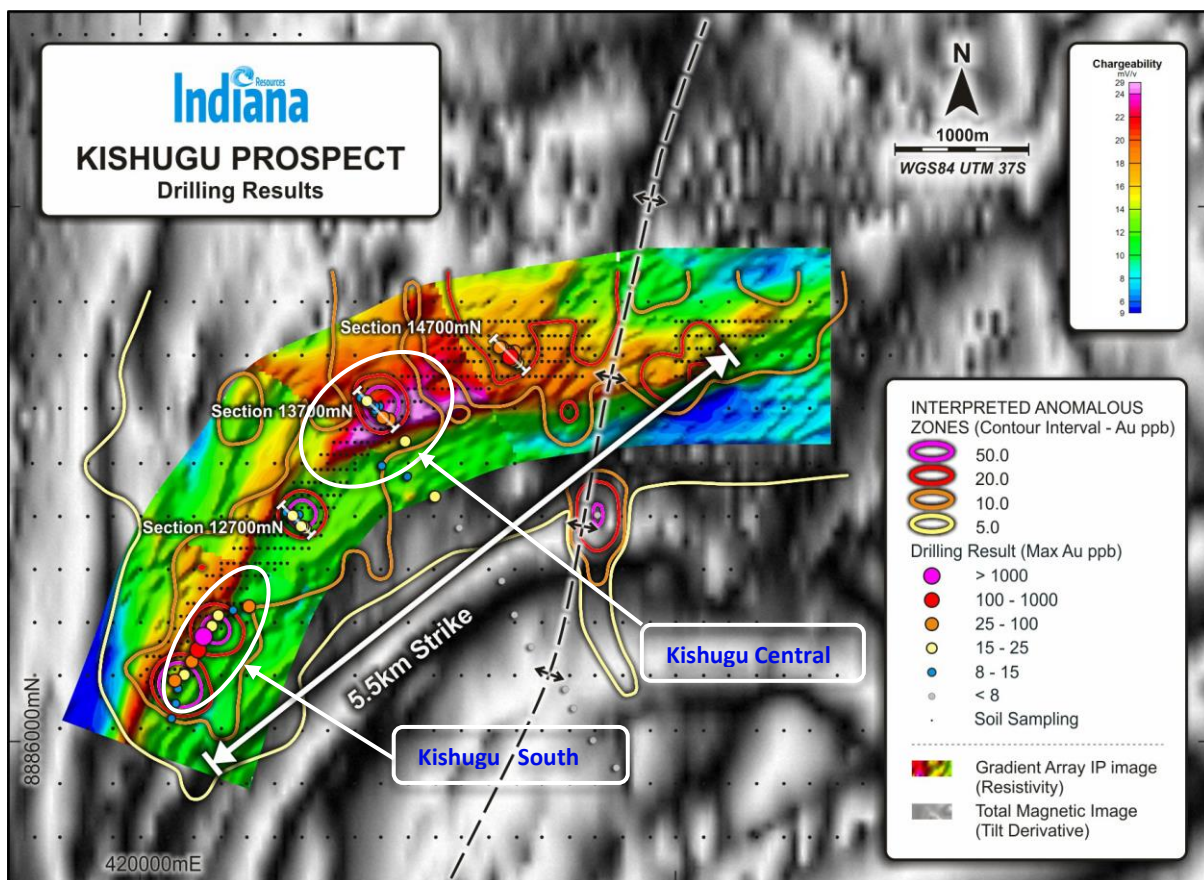 Indiana
Resources
KISHUGU PROSPECT
Drilling Results
N
1000m
WGS84 UTM 37S
Chargeability
mV/v
29
24
20
18
16
14
13
12
11
10
9
8
6
9
Section 14700mN
Section 13700mN
Section 12700mN
5.5km Strike
Kishugu Central
Kishugu South
8886000mN
420000mE
INTERPRETED ANOMALOUS
ZONES (Contour Interval - Au ppb)
50.0
20.0
10.0
5.0
Drilling Result (Max Au ppb)
> 1000
100 - 1000
25 - 100
15 - 25
8 - 15
< 8
Soil Sampling
Gradient Array IP image
(Resistivity)
Total Magnetic Image
(Tilt Derivative)